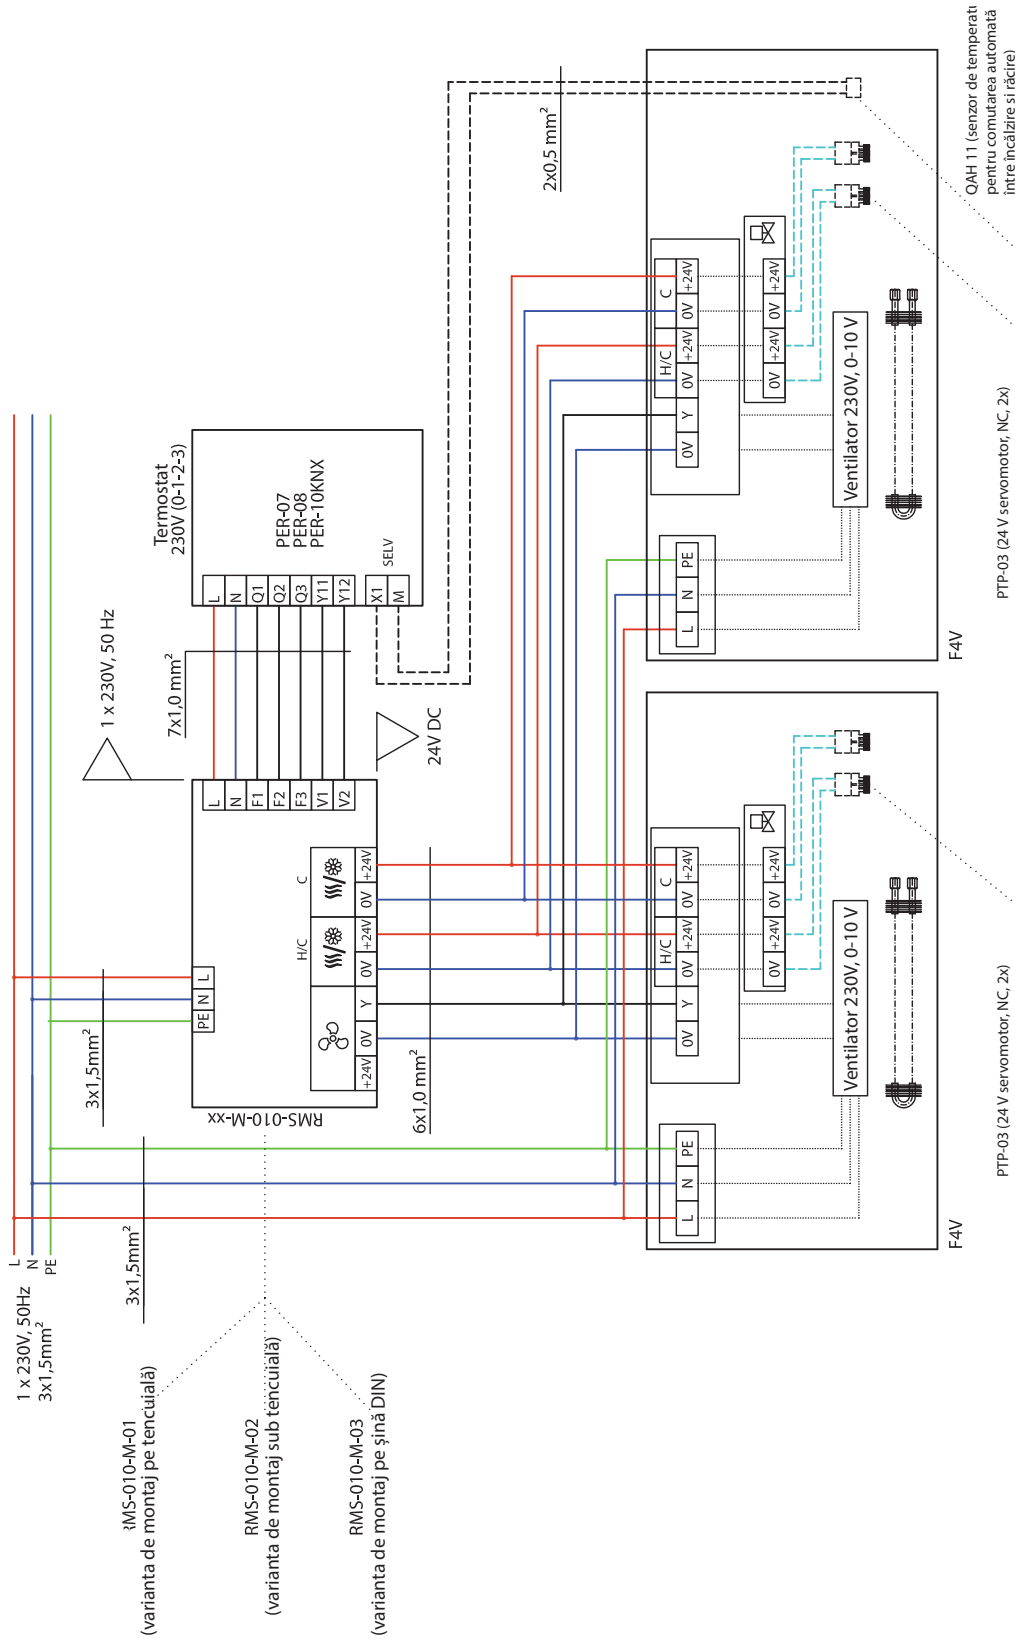 L
N
PE
1 x 230V, 50Hz
3x1,5mm²
3x1,5mm²
3x1,5mm²
RMS-010-M-01
(varianta de montaj pe tencuială)
RMS-010-M-02
(varianta de montaj sub tencuială)
RMS-010-M-03
(varianta de montaj pe șină DIN)
RMS-010-M-xx
PE
N
L
1 x 230V, 50 Hz
L
N
F1
F2
F3
V1
V2
H/C
C
+24V
0V
Y
0V
+24V
0V
+24V
24V DC
6x1,0 mm²
7x1,0 mm²
Termostat
230V (0-1-2-3)
PER-07
PER-08
PER-10KNX
SELV
L
N
Q1
Q2
Q3
Y11
Y12
X1
M
2x0,5 mm²
F4V
L
N
PE
H/C
C
0V
Y
0V
+24V
0V
+24V
0V
+24V
0V
+24V
Ventilator 230V, 0-10 V
PTP-03 (24 V servomotor, NC, 2x)
F4V
L
N
PE
H/C
C
0V
Y
0V
+24V
0V
+24V
0V
+24V
0V
+24V
Ventilator 230V, 0-10 V
PTP-03 (24 V servomotor, NC, 2x)
QAH 11 (senzor de temperatu
pentru comutarea automată
între încălzire si răcire)